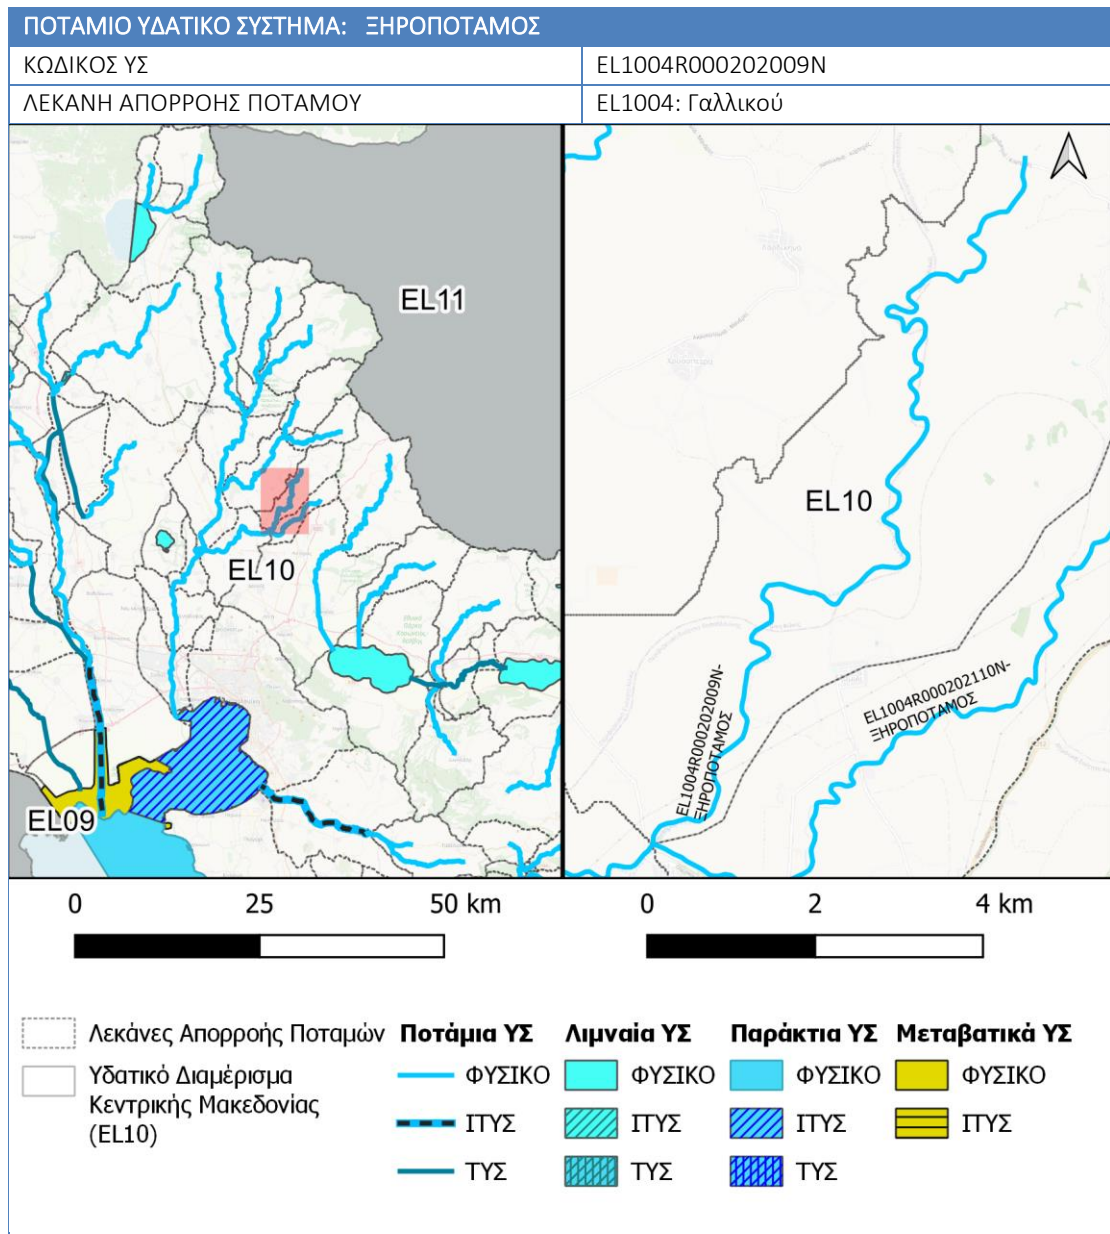 ΠΟΤΑΜΙΟ ΥΔΑΤΙΚΟ ΣΥΣΤΗΜΑ: ΞΗΡΟΠΟΤΑΜΟΣ
ΚΩΔΙΚΟΣ ΥΣ EL1004R000202009N
ΛΕΚΑΝΗ ΑΠΟΡΡΟΗΣ ΠΟΤΑΜΟΥ EL1004: Γαλλικού
EL11
EL10
EL09
EL10
EL1004R000202009N-
ΞΗΡΟΠΟΤΑΜΟΣ
EL1004R000202110N-
ΞΗΡΟΠΟΤΑΜΟΣ
0 25 50 km
0 2 4 km
Λεκάνες Απορροής Ποταμών
Υδατικό Διαμέρισμα
Κεντρικής Μακεδονίας
(EL10)
Ποτάμια ΥΣ
ΦΥΣΙΚΟ
ΙΤΥΣ
ΤΥΣ
Λιμναία ΥΣ
ΦΥΣΙΚΟ
ΙΤΥΣ
ΤΥΣ
Παράκτια ΥΣ
ΦΥΣΙΚΟ
ΙΤΥΣ
ΤΥΣ
Μεταβατικά ΥΣ
ΦΥΣΙΚΟ
ΙΤΥΣ